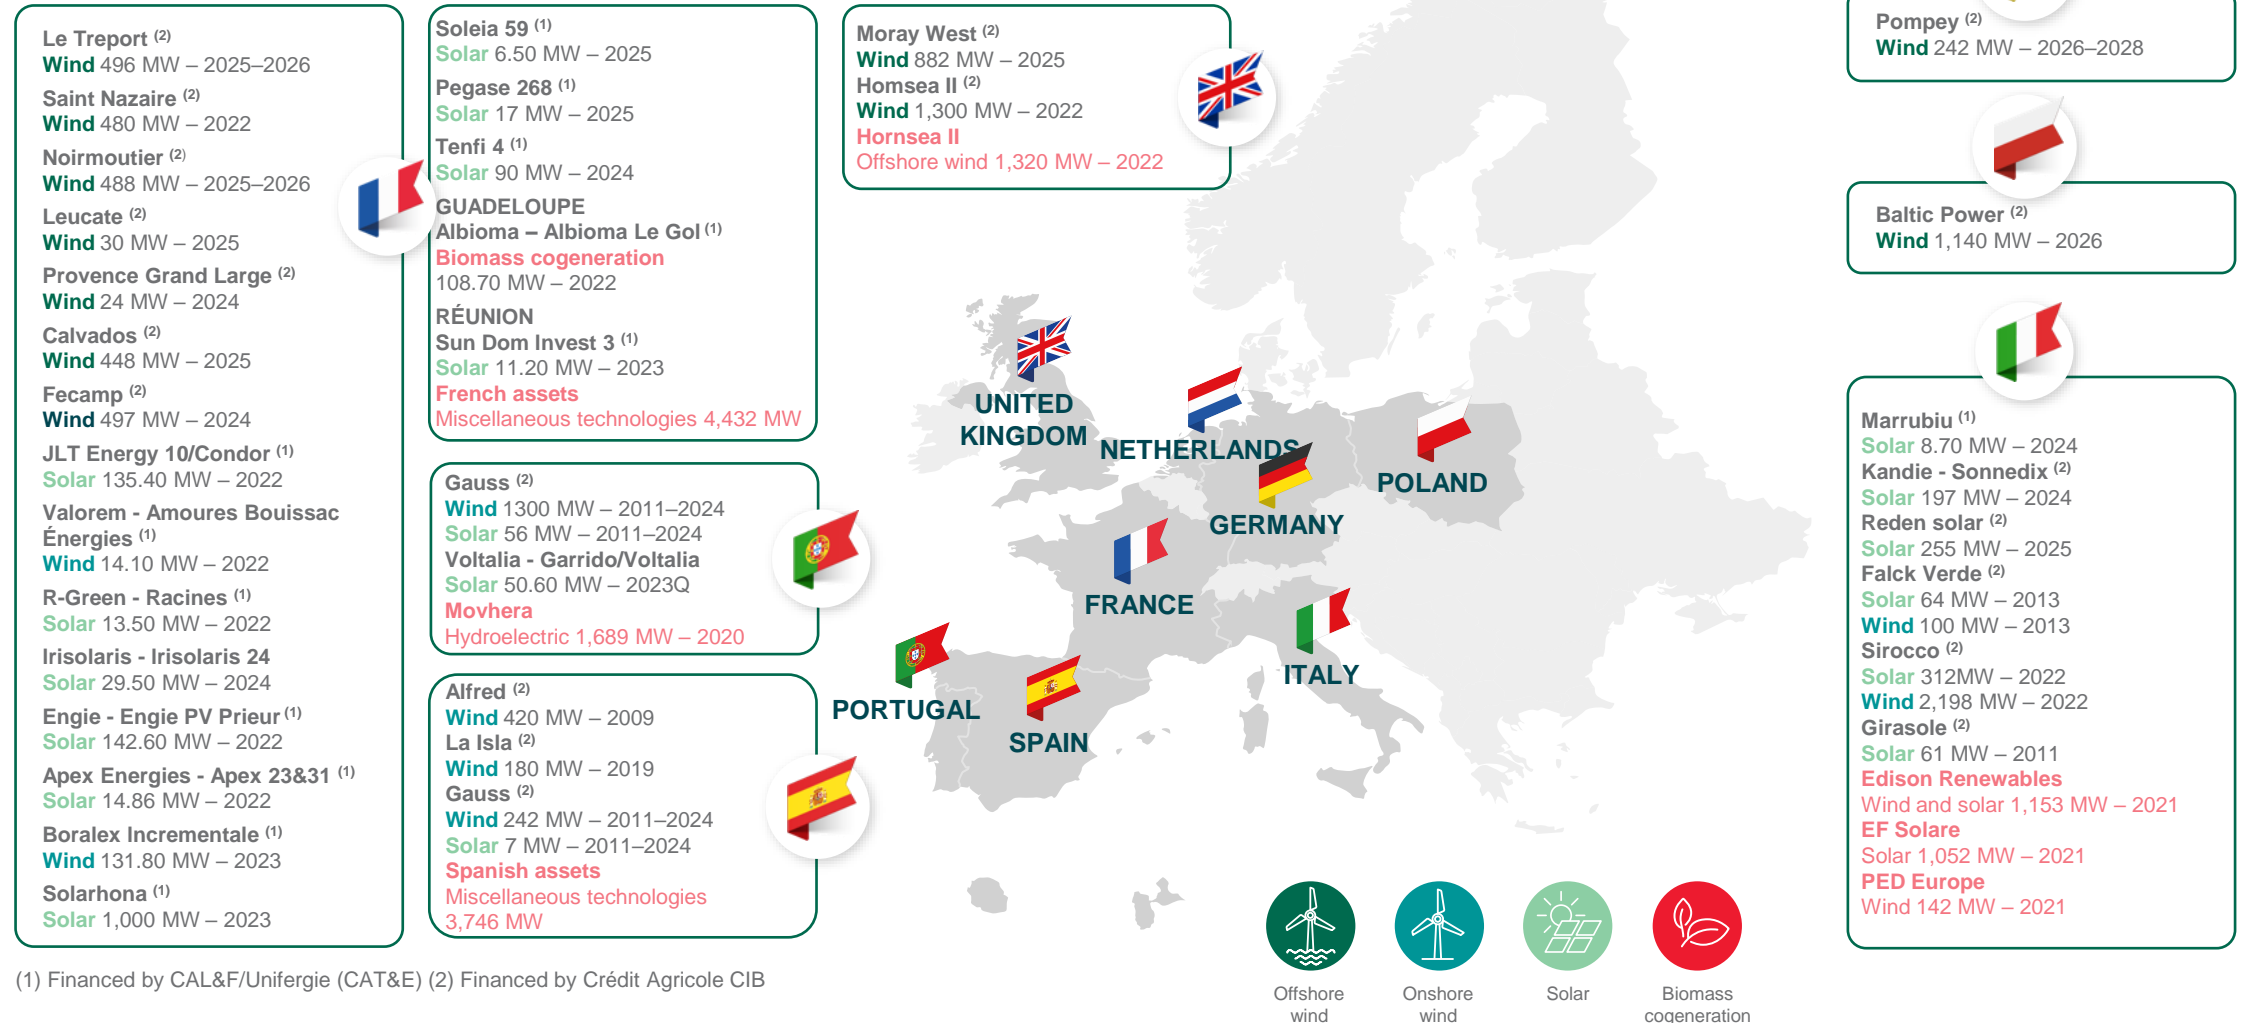 Le Treport (2)
Wind 496 MW – 2025–2026
Saint Nazaire (2)
Wind 480 MW – 2022
Noirmoutier (2)
Wind 488 MW – 2025–2026
Leucate (2)
Wind 30 MW – 2025
Provence Grand Large (2)
Wind 24 MW – 2024
Calvados (2)
Wind 448 MW – 2025
Fecamp (2)
Wind 497 MW – 2024
JLT Energy 10/Condor (1)
Solar 135.40 MW – 2022
Valorem - Amoures Bouissac
Énergies (1)
Wind 14.10 MW – 2022
R-Green - Racines (1)
Solar 13.50 MW – 2022
Irisolaris - Irisolaris 24
Solar 29.50 MW – 2024
Engie - Engie PV Prieur (1)
Solar 142.60 MW – 2022
Apex Energies - Apex 23&31 (1)
Solar 14.86 MW – 2022
Boralex Incrementale (1)
Wind 131.80 MW – 2023
Solarhona (1)
Solar 1,000 MW – 2023
Soleia 59 (1)
Solar 6.50 MW – 2025
Pegase 268 (1)
Solar 17 MW – 2025
Tenfi 4 (1)
Solar 90 MW – 2024
GUADELOUPE
Albioma – Albioma Le Gol (1)
Biomass cogeneration
108.70 MW – 2022
RÉUNION
Sun Dom Invest 3 (1)
Solar 11.20 MW – 2023
French assets
Miscellaneous technologies 4,432 MW
Gauss (2)
Wind 1300 MW – 2011–2024
Solar 56 MW – 2011–2024
Voltalia - Garrido/Voltalia
Solar 50.60 MW – 2023Q
Movhera
Hydroelectric 1,689 MW – 2020
Alfred (2)
Wind 420 MW – 2009
La Isla (2)
Wind 180 MW – 2019
Gauss (2)
Wind 242 MW – 2011–2024
Solar 7 MW – 2011–2024
Spanish assets
Miscellaneous technologies
3,746 MW
Moray West (2)
Wind 882 MW – 2025
Homsea II (2)
Wind 1,300 MW – 2022
Hornsea II
Offshore wind 1,320 MW – 2022
UNITED
KINGDOM
NETHERLANDS
POLAND
GERMANY
FRANCE
ITALY
PORTUGAL
SPAIN
Pompey (2)
Wind 242 MW – 2026–2028
Baltic Power (2)
Wind 1,140 MW – 2026
Marrubiu (1)
Solar 8.70 MW – 2024
Kandie - Sonnedix (2)
Solar 197 MW – 2024
Reden solar (2)
Solar 255 MW – 2025
Falck Verde (2)
Solar 64 MW – 2013
Wind 100 MW – 2013
Sirocco (2)
Solar 312MW – 2022
Wind 2,198 MW – 2022
Girasole (2)
Solar 61 MW – 2011
Edison Renewables
Wind and solar 1,153 MW – 2021
EF Solare
Solar 1,052 MW – 2021
PED Europe
Wind 142 MW – 2021
Offshore
wind
Onshore
wind
Solar
Biomass
cogeneration
(1) Financed by CAL&F/Unifergie (CAT&E) (2) Financed by Crédit Agricole CIB